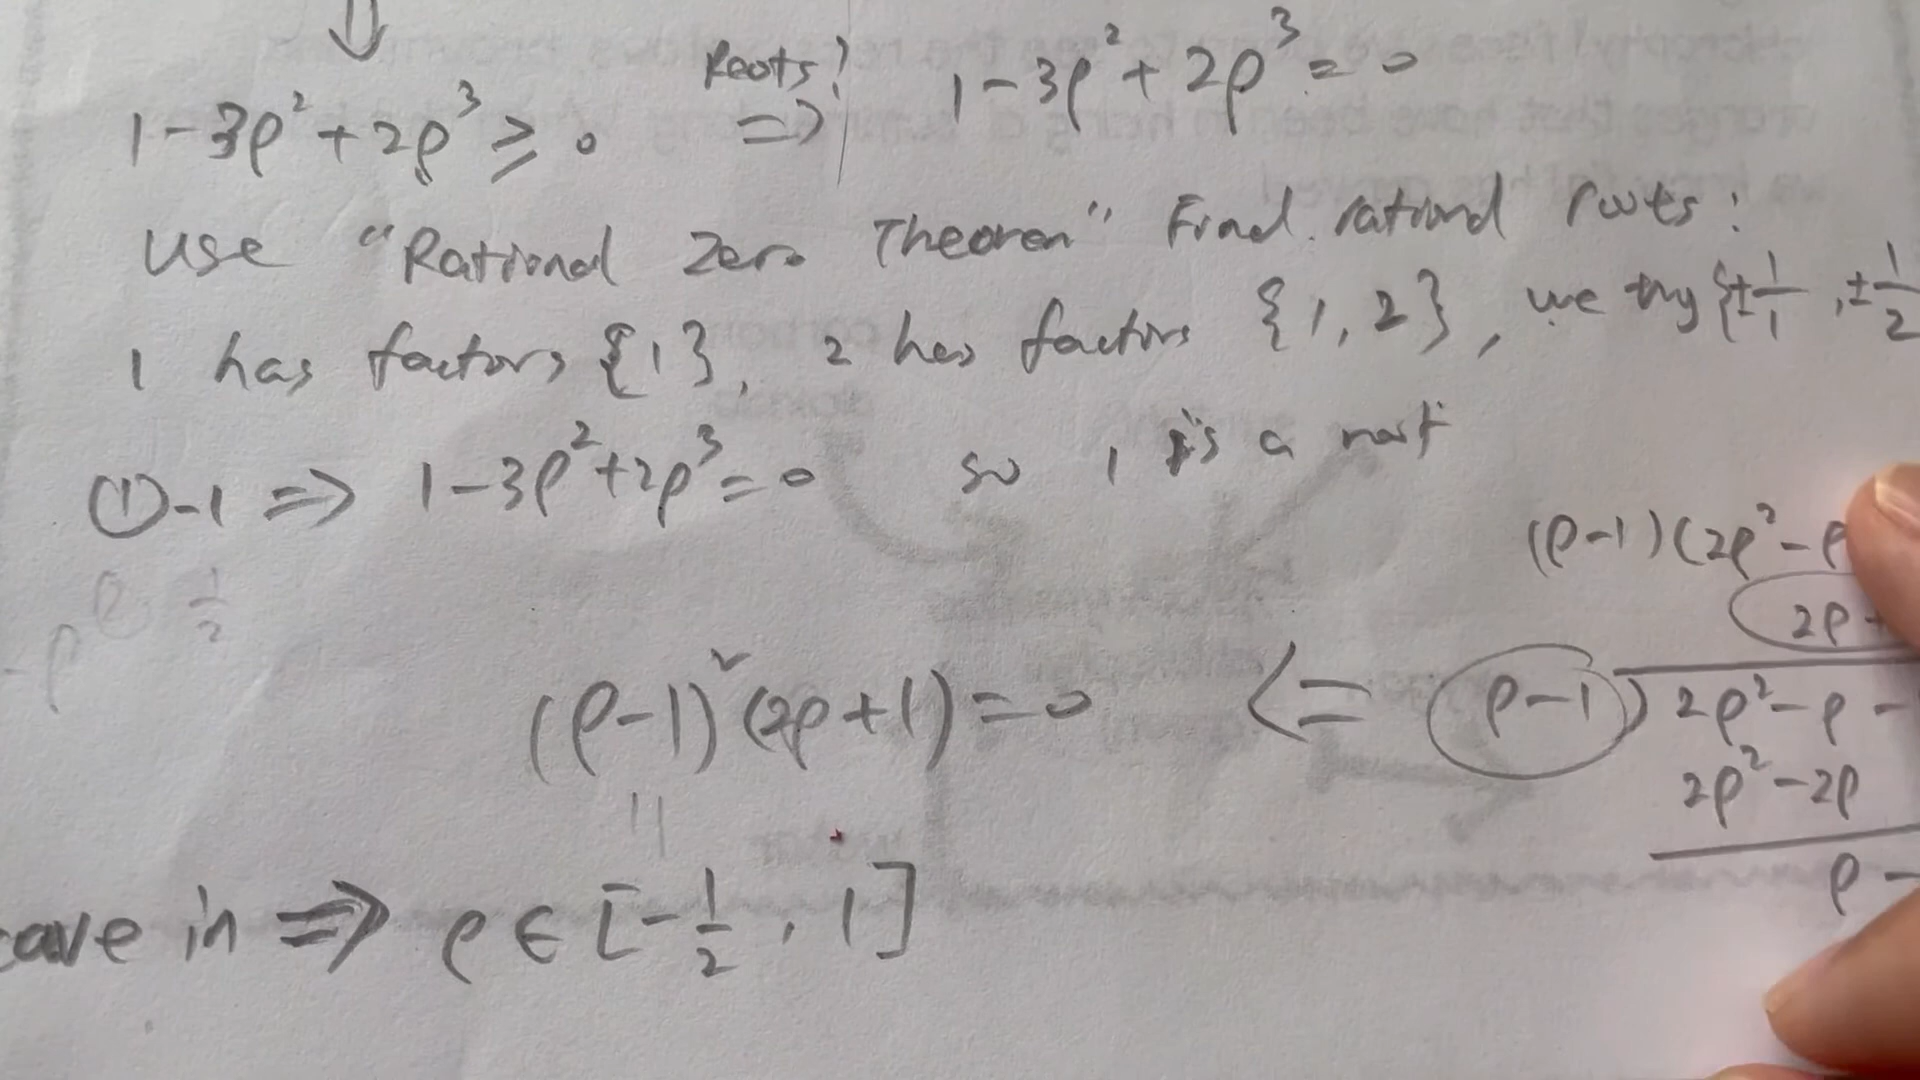 1-3ρ²+2ρ³ ≥ 0 Roots? => 1-3ρ²+2ρ³=0
Use "Rational Zero Theorem" Find rational roots:
1 has factors {1}, 2 has factors {1,2}, we try {±1/1, ±1/2
①-1 => 1-3ρ²+2ρ³=0 so 1 is a root
(ρ-1)(2ρ²-ρ
2ρ+
(ρ-1)²(2ρ+1)=0 <= ρ-1) 2ρ²-ρ-
2ρ²-2ρ
ρ-
in => ρ∈[-1/2, 1]